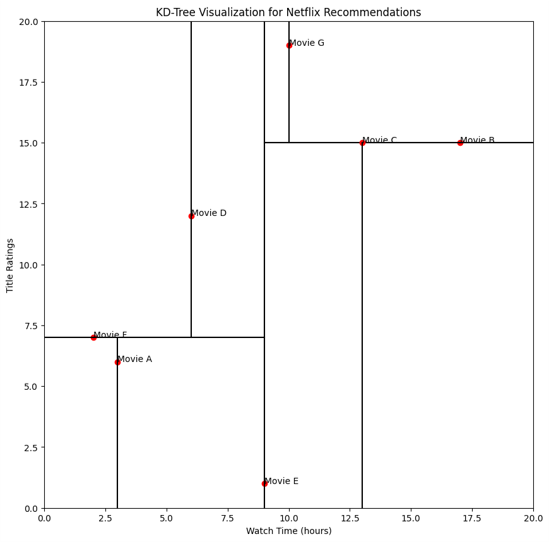 KD-Tree Visualization for Netflix Recommendations
20.0
Movie G
17.5
15.0
Movie C
Movie B
12.5
Movie D
Title Ratings
10.0
7.5
Movie F
Movie A
5.0
2.5
Movie E
0.0
0.0 2.5 5.0 7.5 10.0 12.5 15.0 17.5 20.0
Watch Time (hours)